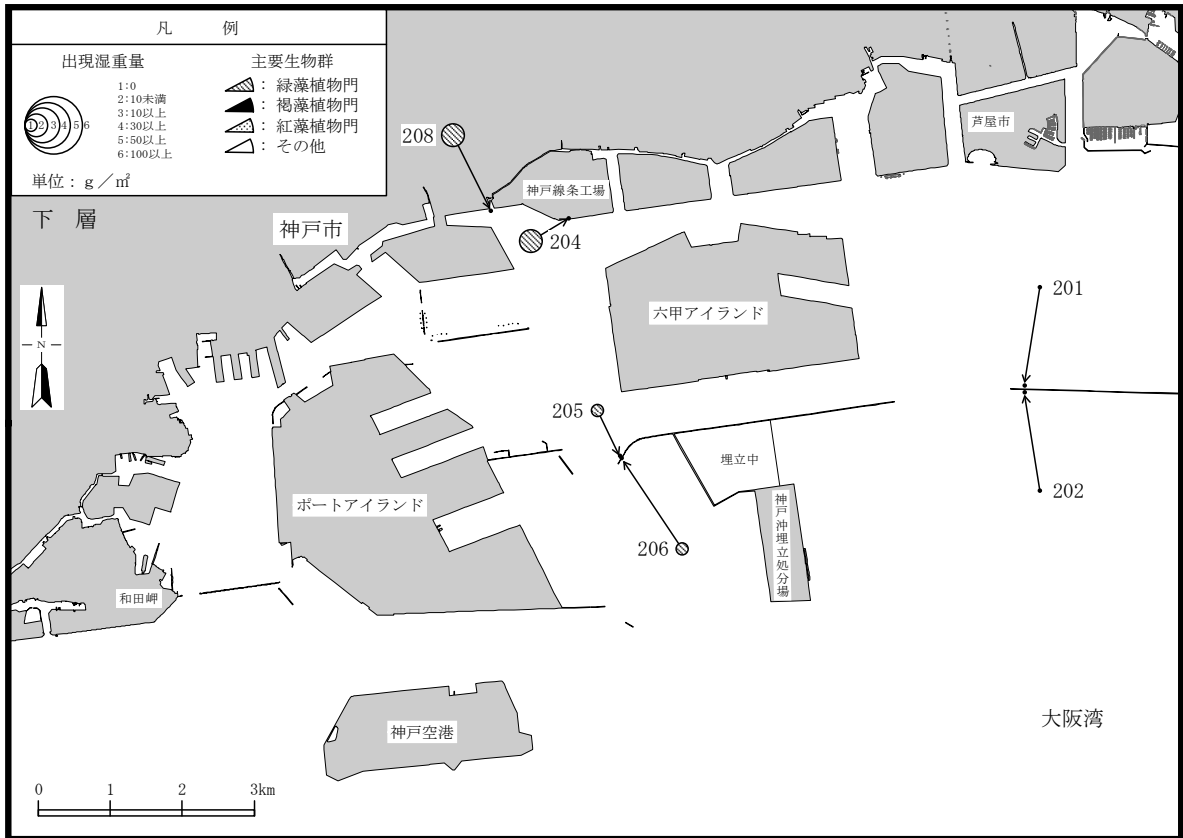 凡 例
出現湿重量
1:0
2:10未満
3:10以上
4:30以上
5:50以上
6:100以上
1 2 3 4 5 6
単位：g／㎡
主要生物群
： 緑藻植物門
： 褐藻植物門
： 紅藻植物門
： その他
下 層
N
208
神戸線条工場
204
神戸市
芦屋市
六甲アイランド
201
205
埋立中
202
ポートアイランド
206
神戸沖埋立処分場
和田岬
神戸空港
大阪湾
0 1 2 3km